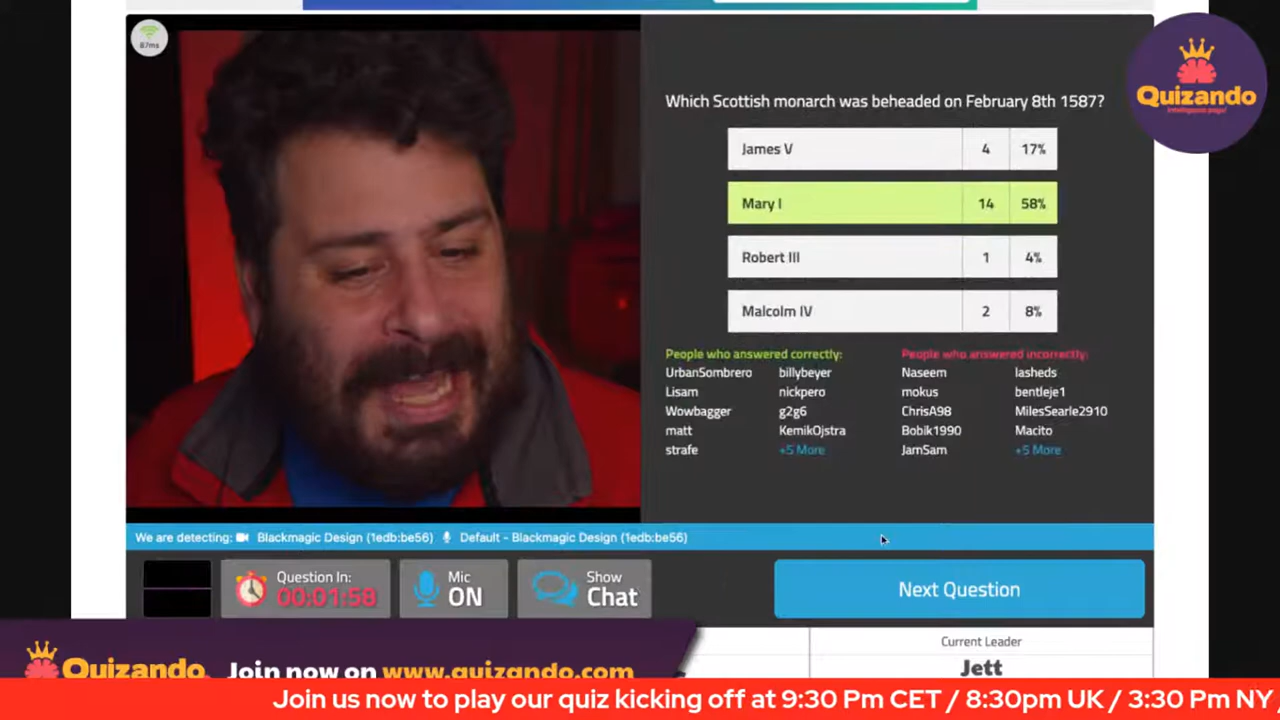 87ms
Quizando
Intelligence pays!
Which Scottish monarch was beheaded on February 8th 1587?
James V 4 17%
Mary I 14 58%
Robert III 1 4%
Malcolm IV 2 8%
People who answered correctly:
UrbanSombrero billybeyer
Lisam nickpero
Wowbagger g2g6
matt KemikOjstra
strafe +5 More
People who answered incorrectly:
Naseem lasheds
mokus bentleje1
ChrisA98 MilesSearle2910
Bobik1990 Macito
JamSam +5 More
We are detecting: Blackmagic Design (1edb:be56) Default - Blackmagic Design (1edb:be56)
Question In:
00:01:58
Mic
ON
Show
Chat
Next Question
Current Leader
Jett
Quizando Join now on www.quizando.com
Join us now to play our quiz kicking off at 9:30 Pm CET / 8:30pm UK / 3:30 Pm NY /